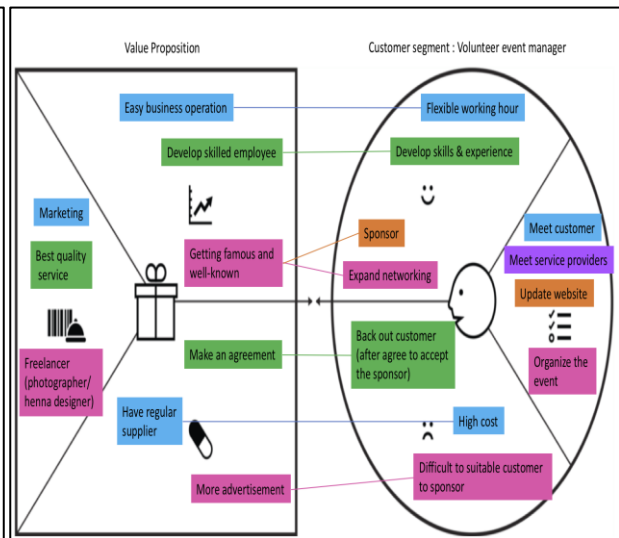 Value Proposition
Customer segment : Volunteer event manager
Easy business operation
Flexible working hour
Develop skilled employee
Develop skills & experience
Marketing
Best quality
service
Getting famous and
well-known
Sponsor
Expand networking
Meet customer
Meet service providers
Update website
Freelancer
(photographer/
henna designer)
Make an agreement
Back out customer
(after agree to accept
the sponsor)
Organize the
event
Have regular
supplier
High cost
More advertisement
Difficult to suitable customer
to sponsor